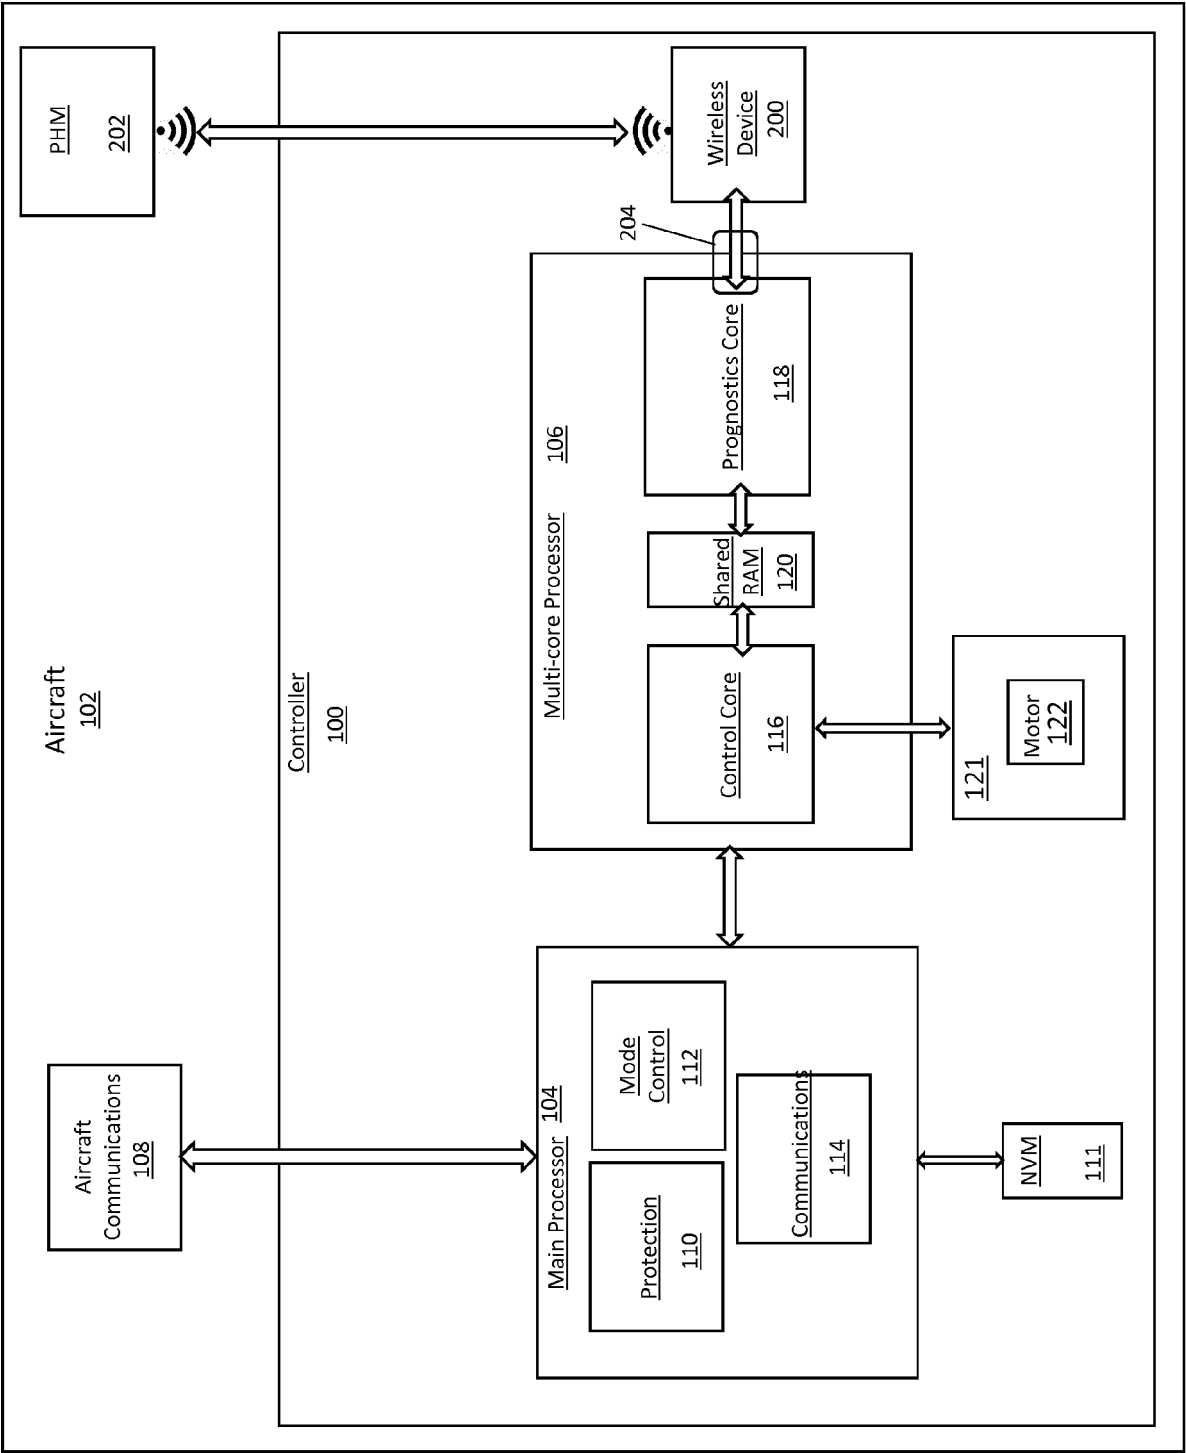 Aircraft
102
Aircraft
Communications
108
PHM
202
Controller
100
Main Processor
104
Protection
110
Mode
Control
112
Communications
114
NVM
111
Multi-core Processor
106
Control Core
116
Shared
RAM
120
Prognostics Core
118
204
Wireless
Device
200
121
Motor
122